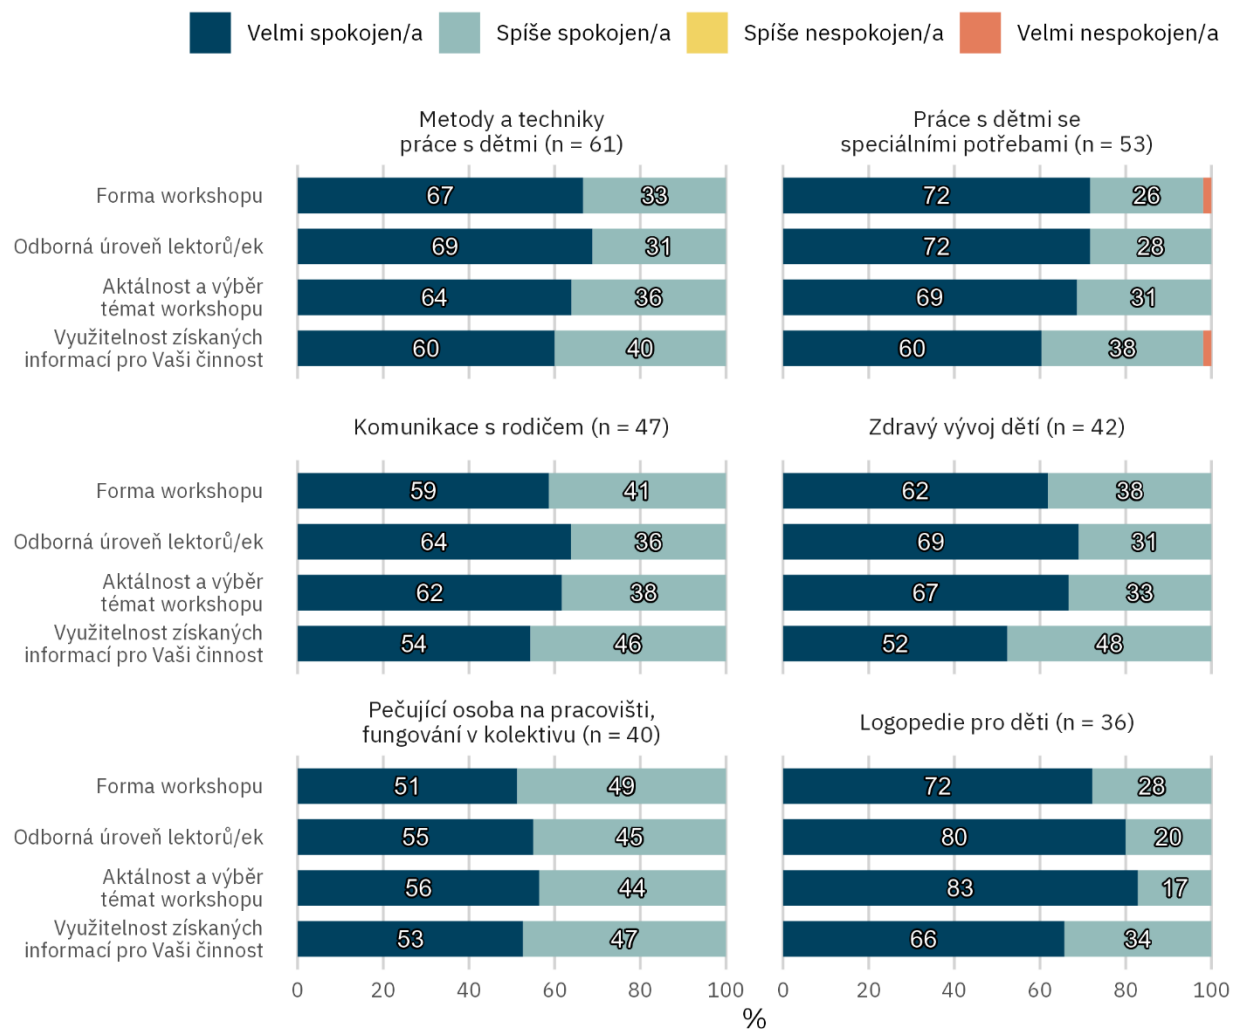 Velmi spokojen/a Spíše spokojen/a Spíše nespokojen/a Velmi nespokojen/a
Metody a techniky
práce s dětmi (n = 61)
Forma workshopu 67 33
Odborná úroveň lektorů/ek 69 31
Aktálnost a výběr
témat workshopu 64 36
Využitelnost získaných
informací pro Vaši činnost 60 40
Práce s dětmi se
speciálními potřebami (n = 53)
72 26
72 28
69 31
60 38
Komunikace s rodičem (n = 47)
Forma workshopu 59 41
Odborná úroveň lektorů/ek 64 36
Aktálnost a výběr
témat workshopu 62 38
Využitelnost získaných
informací pro Vaši činnost 54 46
Zdravý vývoj dětí (n = 42)
62 38
69 31
67 33
52 48
Pečující osoba na pracovišti,
fungování v kolektivu (n = 40)
Forma workshopu 51 49
Odborná úroveň lektorů/ek 55 45
Aktálnost a výběr
témat workshopu 56 44
Využitelnost získaných
informací pro Vaši činnost 53 47
0 20 40 60 80 100
Logopedie pro děti (n = 36)
72 28
80 20
83 17
66 34
0 20 40 60 80 100
%